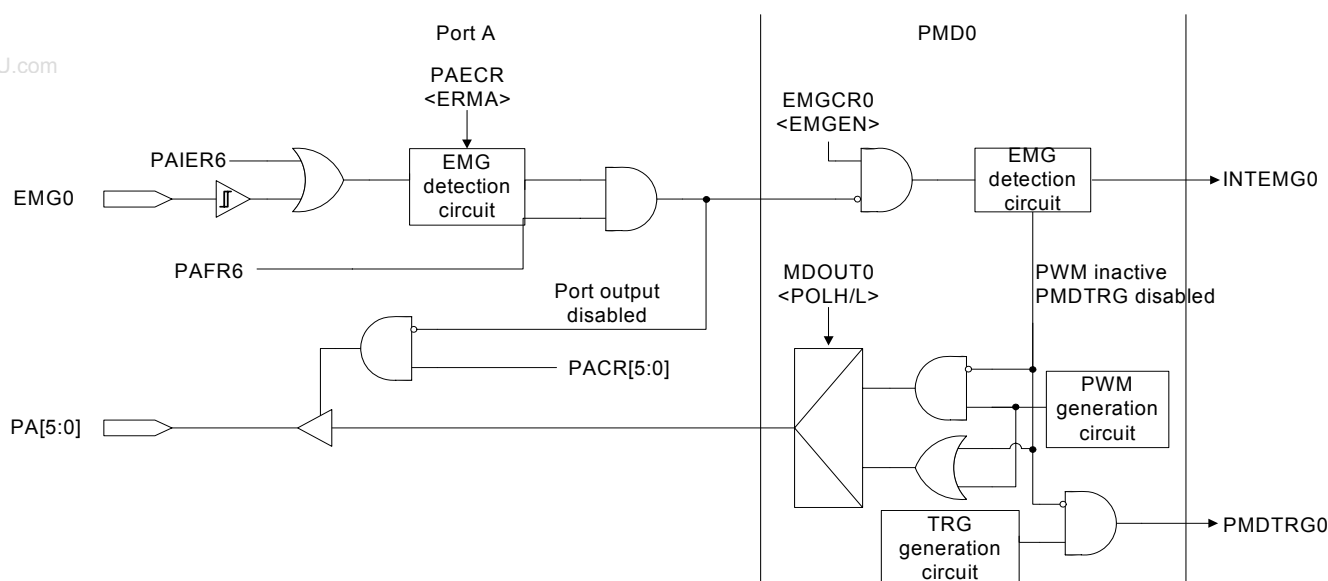 Port A
PMD0
U.com
PAECR
<ERMA>
EMGCR0
<EMGEN>
PAIER6
EMG
detection
circuit
EMG
detection
circuit
INTEMG0
EMG0
PAFR6
MDOUT0
<POLH/L>
PWM inactive
PMDTRG disabled
Port output
disabled
PACR[5:0]
PWM
generation
circuit
PA[5:0]
TRG
generation
circuit
PMDTRG0